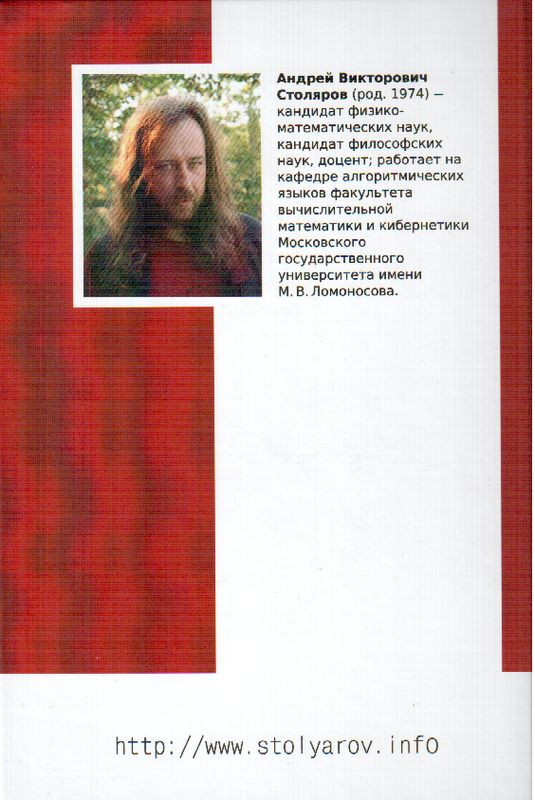 Андрей Викторович
Столяров (род. 1974) —
кандидат физико-
математических наук,
кандидат философских
наук, доцент; работает на
кафедре алгоритмических
языков факультета
вычислительной
математики и кибернетики
Московского
государственного
университета имени
М. В. Ломоносова.
http://www.stolyarov.info